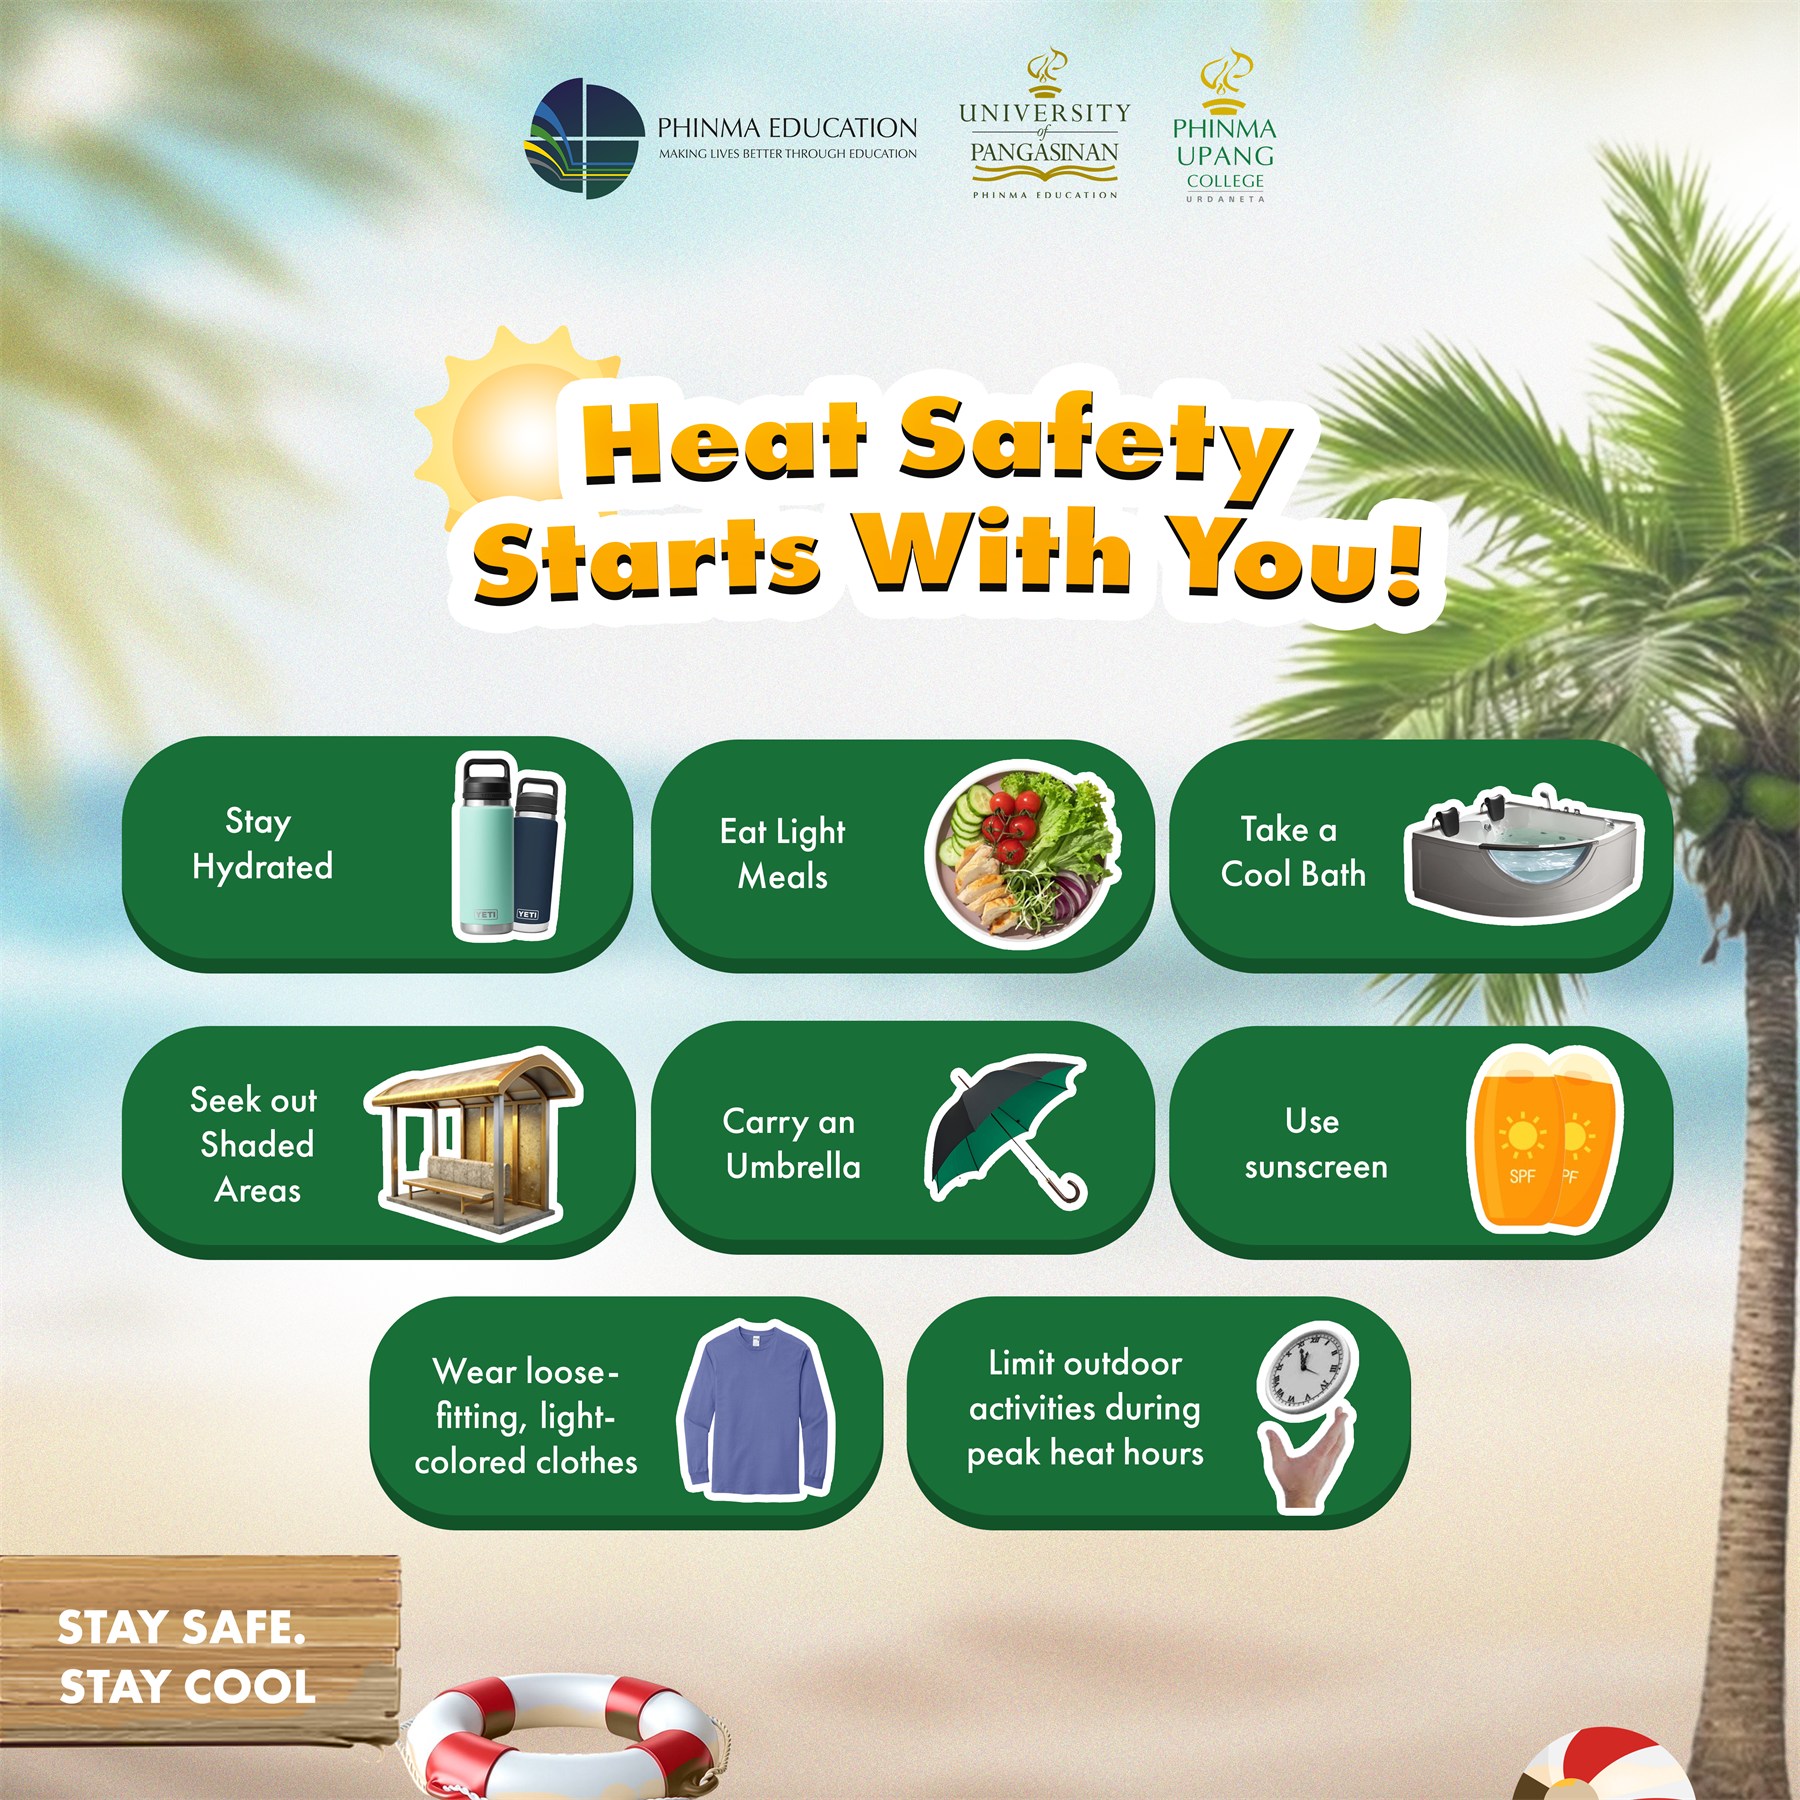 PHINMA EDUCATION
MAKING LIVES BETTER THROUGH EDUCATION
UNIVERSITY
of
PANGASINAN
PHINMA EDUCATION
PHINMA
UPANG
COLLEGE
URDANETA
Heat Safety
Starts With You!
Stay
Hydrated
YETI
YETI
Eat Light
Meals
Take a
Cool Bath
Seek out
Shaded
Areas
Carry an
Umbrella
Use
sunscreen
SPF
PF
Wear loose-
fitting, light-
colored clothes
Limit outdoor
activities during
peak heat hours
STAY SAFE.
STAY COOL